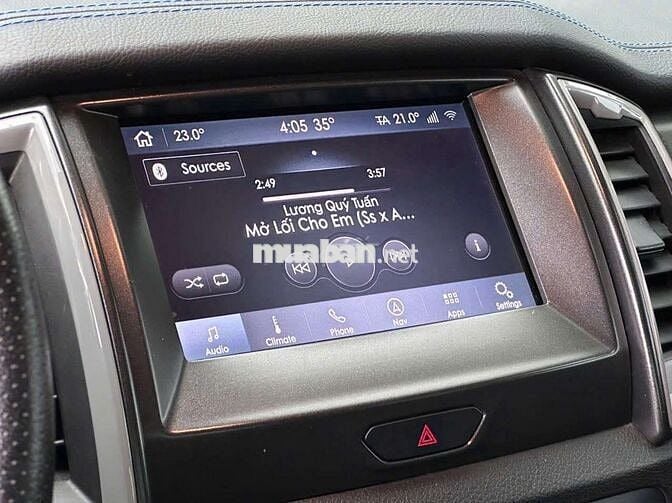 23.0° 4:05 35° TA 21.0°
Sources
2:49 3:57
Lương Quý Tuấn
Mở Lối Cho Em (Ss x A...
muaban.net
i
Audio Climate Phone Nav Apps Settings